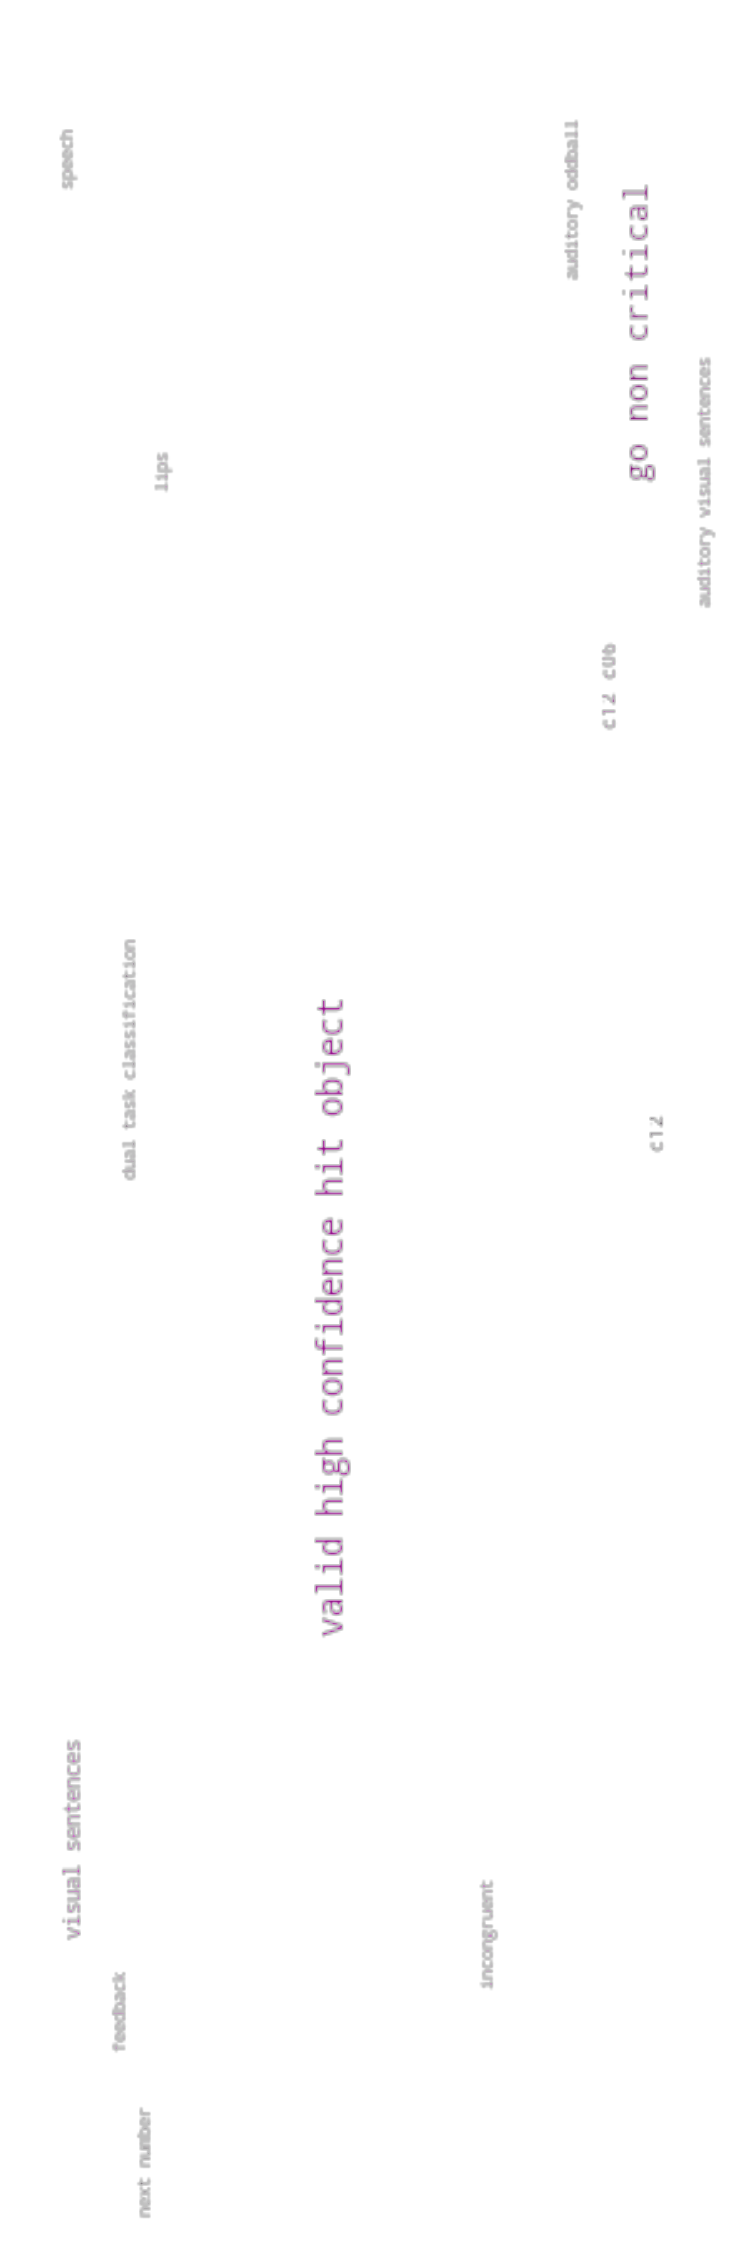 speech
visual sentences
feedback
dual task classification
next number
lips
valid high confidence hit object
incongruent
auditory oddball
c12 c06
go non critical
c12
auditory visual sentences